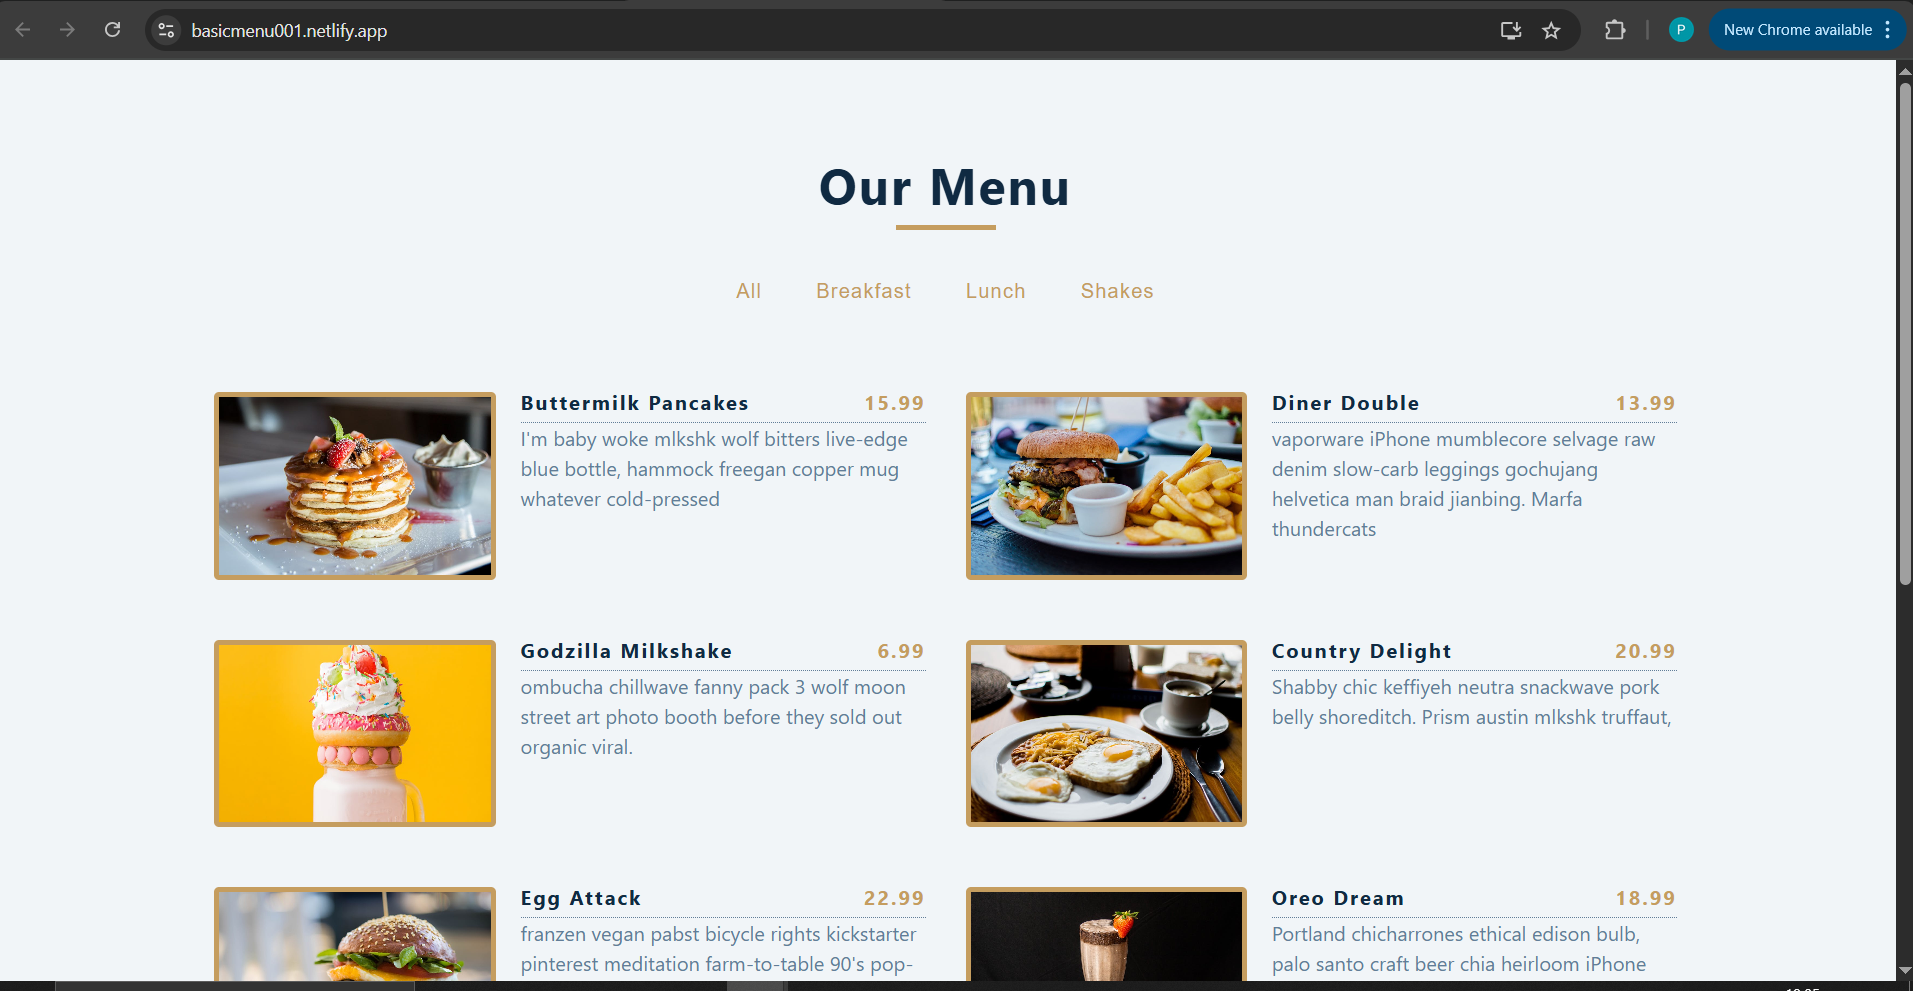 basicmenu001.netlify.app
P
New Chrome available
Our Menu
All Breakfast Lunch Shakes
Buttermilk Pancakes 15.99
I'm baby woke mlkshk wolf bitters live-edge
blue bottle, hammock freegan copper mug
whatever cold-pressed
Diner Double 13.99
vaporware iPhone mumblecore selvage raw
denim slow-carb leggings gochujang
helvetica man braid jianbing. Marfa
thundercats
Godzilla Milkshake 6.99
ombucha chillwave fanny pack 3 wolf moon
street art photo booth before they sold out
organic viral.
Country Delight 20.99
Shabby chic keffiyeh neutra snackwave pork
belly shoreditch. Prism austin mlkshk truffaut,
Egg Attack 22.99
franzen vegan pabst bicycle rights kickstarter
pinterest meditation farm-to-table 90's pop-
Oreo Dream 18.99
Portland chicharrones ethical edison bulb,
palo santo craft beer chia heirloom iPhone